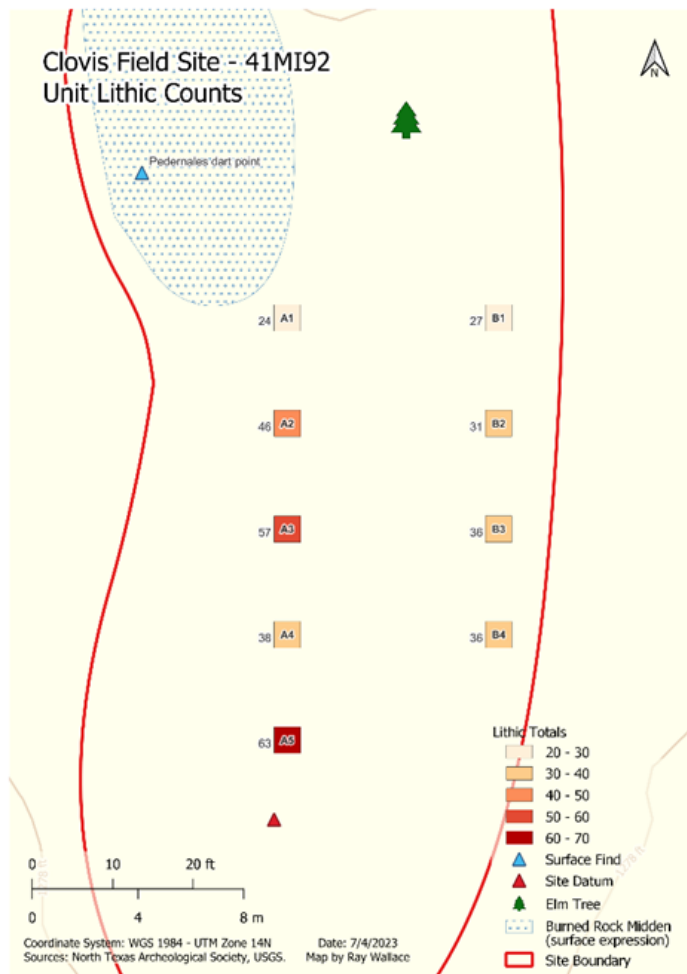 Clovis Field Site - 41MI92
Unit Lithic Counts
N
Pedernales dart point
24 A1
27 B1
46 A2
31 B2
57 A3
36 B3
38 A4
36 B4
63 A5
Lithic Totals
20 - 30
30 - 40
40 - 50
50 - 60
60 - 70
Surface Find
Site Datum
Elm Tree
Burned Rock Midden
(surface expression)
Site Boundary
0 10 20 ft
0 4 8 m
1278 ft
1278 ft
Coordinate System: WGS 1984 - UTM Zone 14N
Sources: North Texas Archeological Society, USGS.
Date: 7/4/2023
Map by Ray Wallace